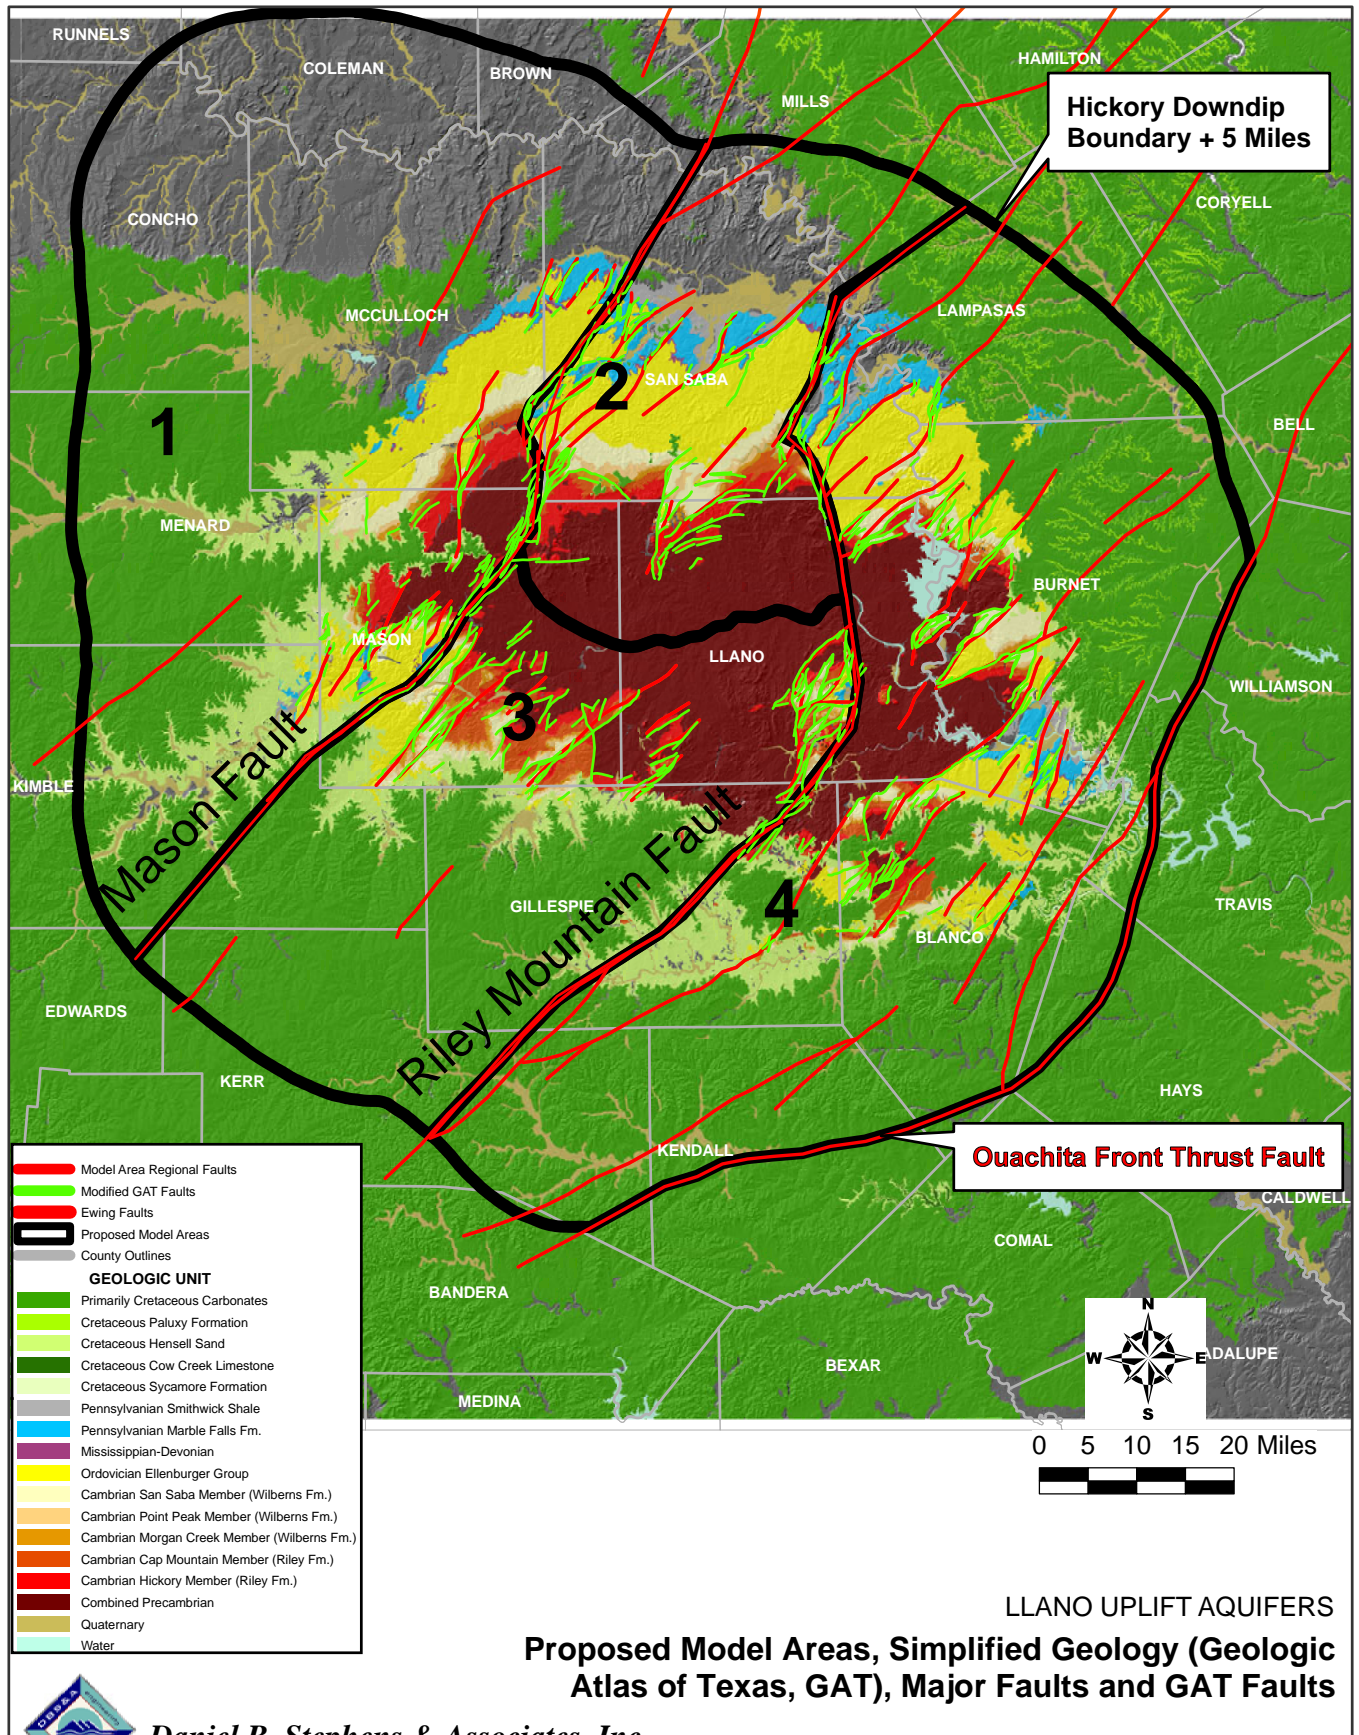 RUNNELS
COLEMAN
BROWN
HAMILTON
MILLS
Hickory Downdip
Boundary + 5 Miles
CONCHO
CORYELL
MCCULLOCH
LAMPASAS
2
SAN SABA
1
BELL
MENARD
BURNET
MASON
LLANO
WILLIAMSON
3
KIMBLE
Mason Fault
Riley Mountain Fault
4
GILLESPIE
TRAVIS
BLANCO
EDWARDS
KERR
HAYS
KENDALL
Ouachita Front Thrust Fault
CALDWELL
COMAL
BANDERA
BEXAR
ADALUPE
MEDINA
N
W
E
S
0 5 10 15 20 Miles
Model Area Regional Faults
Modified GAT Faults
Ewing Faults
Proposed Model Areas
County Outlines
GEOLOGIC UNIT
Primarily Cretaceous Carbonates
Cretaceous Paluxy Formation
Cretaceous Hensell Sand
Cretaceous Cow Creek Limestone
Cretaceous Sycamore Formation
Pennsylvanian Smithwick Shale
Pennsylvanian Marble Falls Fm.
Mississippian-Devonian
Ordovician Ellenburger Group
Cambrian San Saba Member (Wilberns Fm.)
Cambrian Point Peak Member (Wilberns Fm.)
Cambrian Morgan Creek Member (Wilberns Fm.)
Cambrian Cap Mountain Member (Riley Fm.)
Cambrian Hickory Member (Riley Fm.)
Combined Precambrian
Quaternary
Water
LLANO UPLIFT AQUIFERS
Proposed Model Areas, Simplified Geology (Geologic
Atlas of Texas, GAT), Major Faults and GAT Faults
DBS&A
Daniel B. Stephens & Associates, Inc.